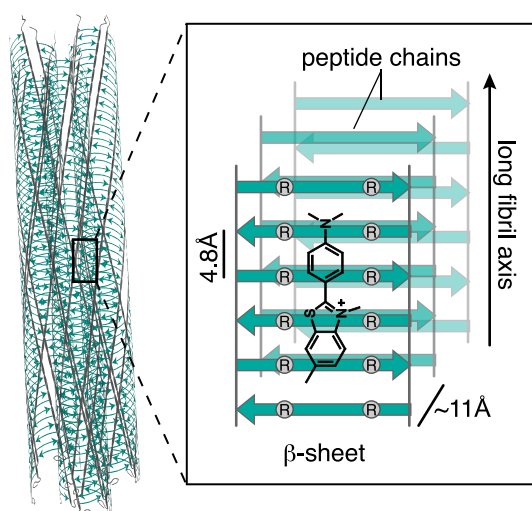 peptide chains
long fibril axis
R R
R R
N
R R
4.8Å
R R
S N +
R R
R R
~11Å
β-sheet